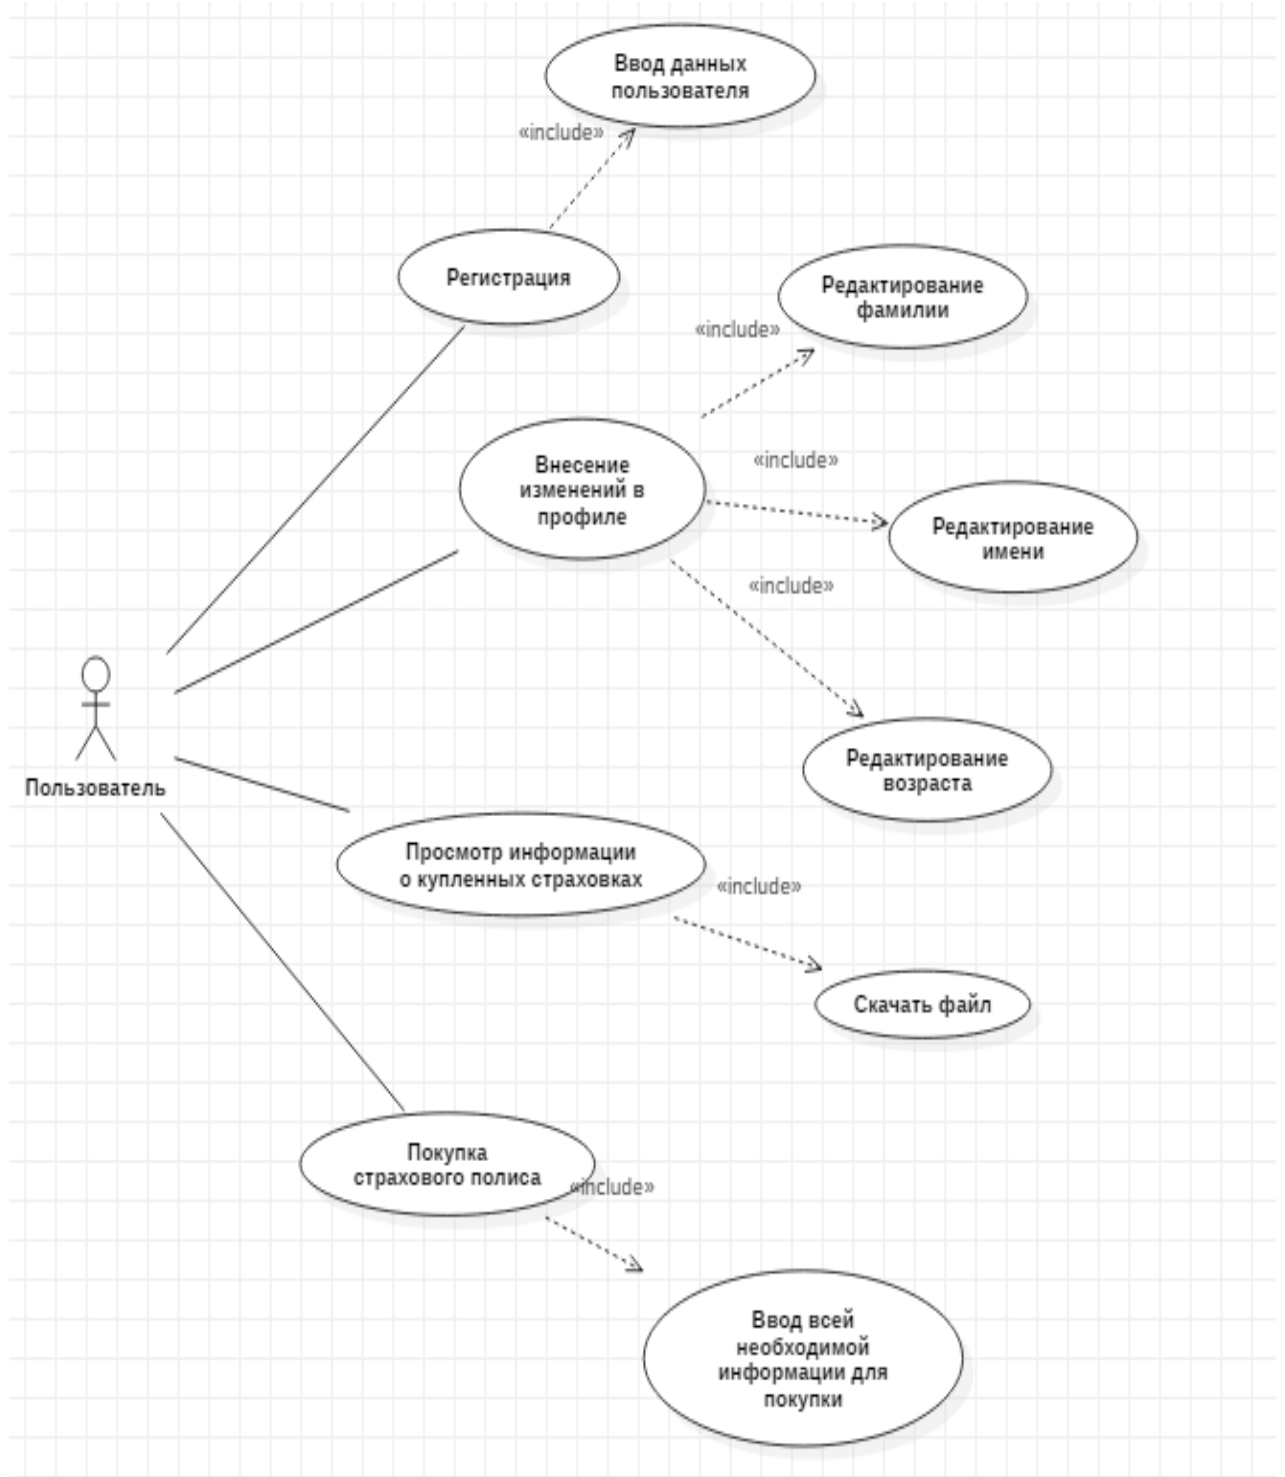 Ввод данных
пользователя
«include»
Регистрация
Редактирование
фамилии
«include»
Внесение
изменений в
профиле
«include»
Редактирование
имени
«include»
Редактирование
возраста
Пользователь
Просмотр информации
о купленных страховках
«include»
Скачать файл
Покупка
страхового полиса
«include»
Ввод всей
необходимой
информации для
покупки